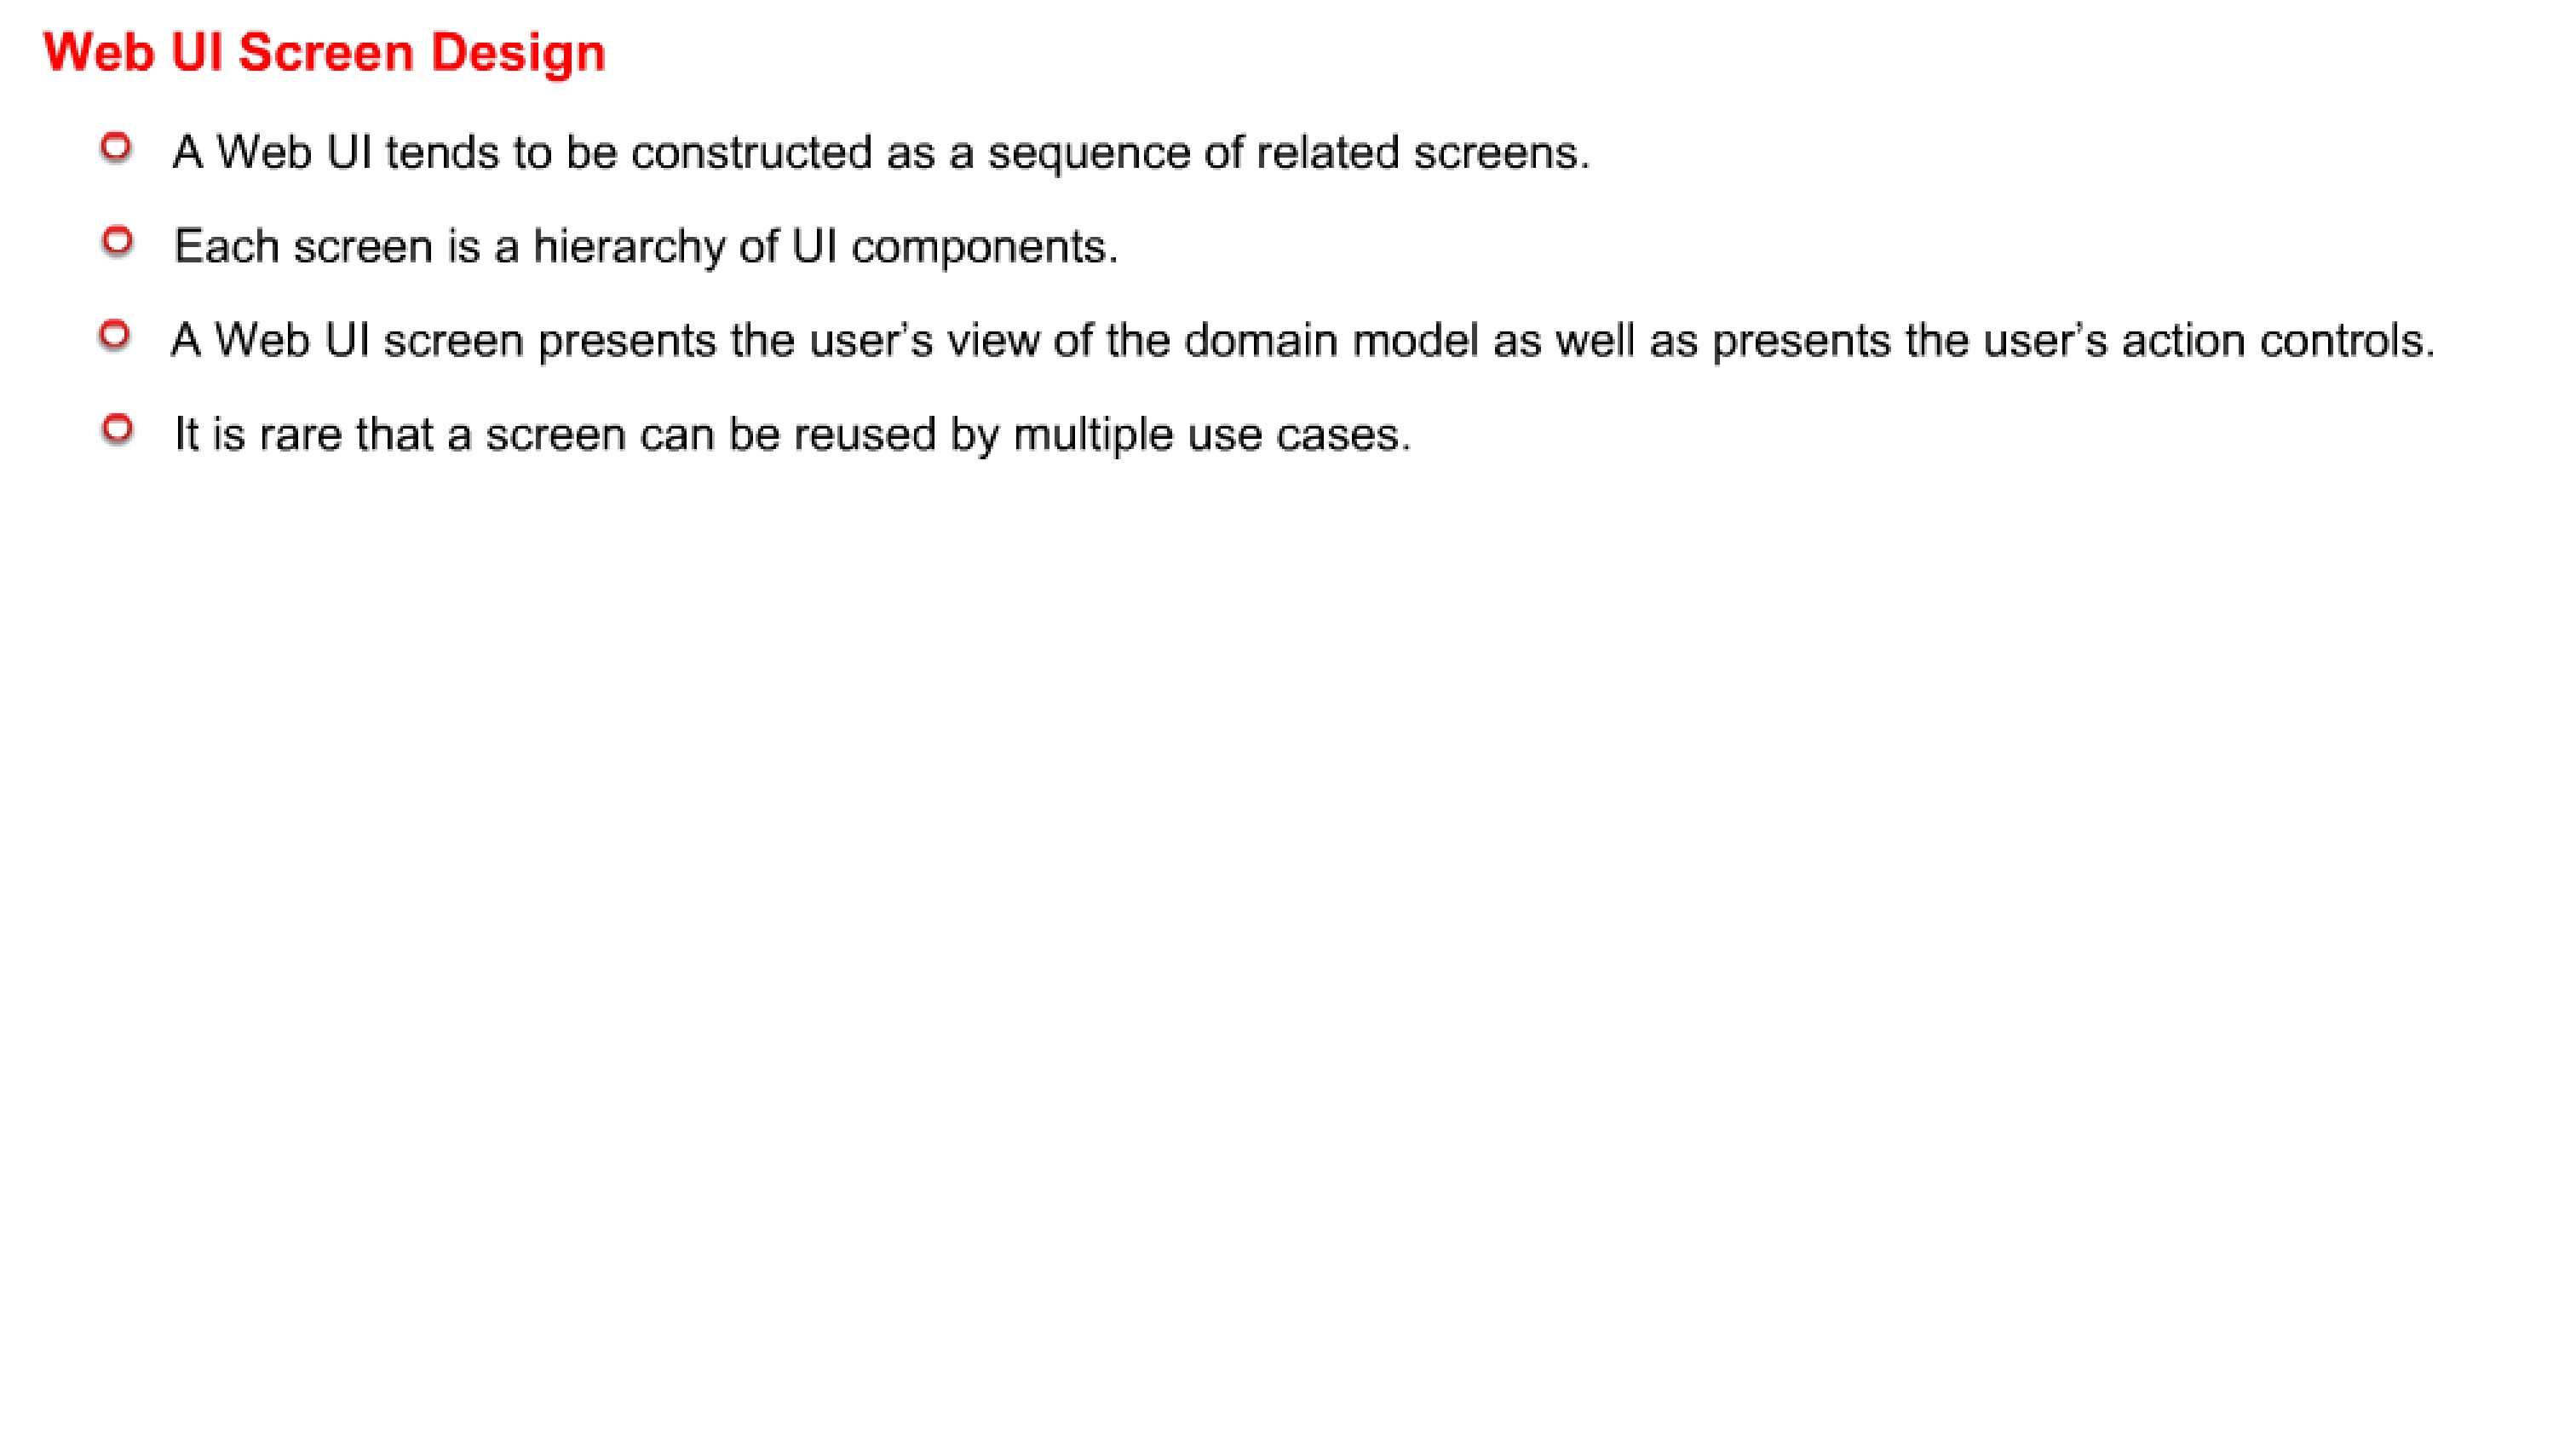 Web UI Screen Design
A Web UI tends to be constructed as a sequence of related screens.
Each screen is a hierarchy of UI components.
A Web UI screen presents the user’s view of the domain model as well as presents the user’s action controls.
It is rare that a screen can be reused by multiple use cases.